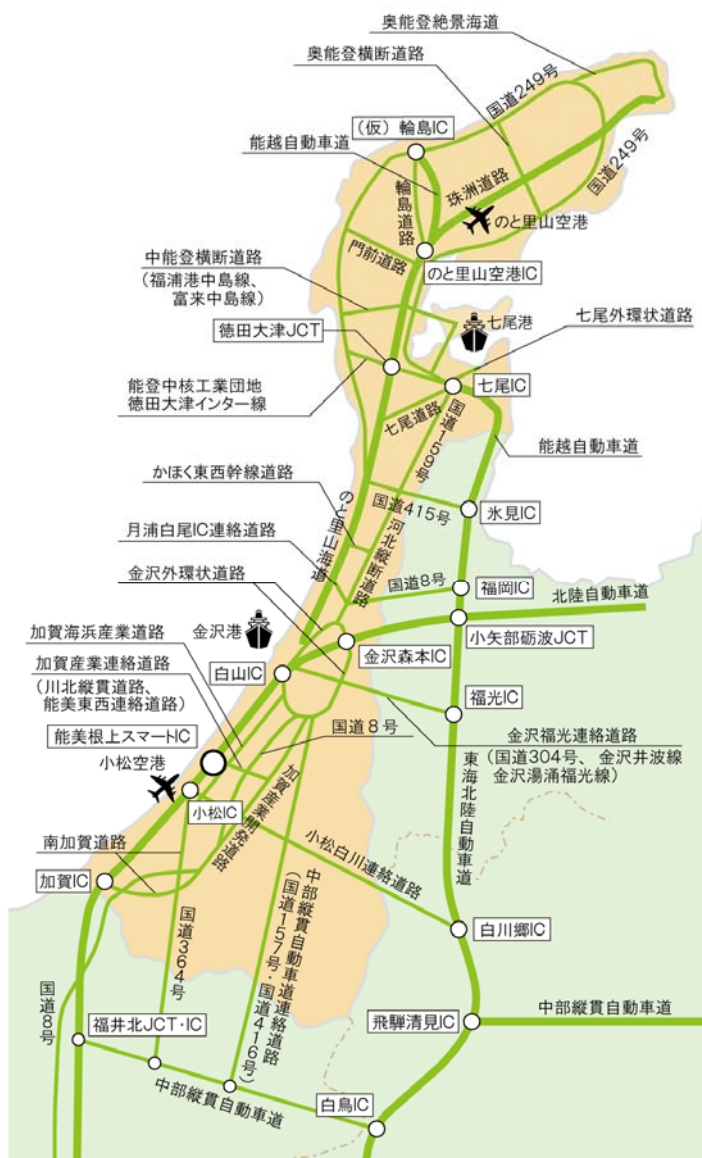 奥能登絶景海道
奥能登横断道路
国道249号
(仮)輪島IC
能越自動車道
国道249号
珠洲道路
輪島道路
のと里山空港
中能登横断道路
(福浦港中島線、
富来中島線)
門前道路
のと里山空港IC
七尾港
七尾外環状道路
徳田大津JCT
七尾IC
能登中核工業団地
徳田大津インター線
七尾道路
国道159号
能越自動車道
かほく東西幹線道路
のと里山海道
国道415号
氷見IC
月浦白尾IC連絡道路
河北縦断道路
金沢外環状道路
国道8号
福岡IC
北陸自動車道
加賀海浜産業道路
金沢港
金沢森本IC
小矢部砺波JCT
加賀産業連絡道路
(川北縦貫道路、
能美東西連絡道路)
白山IC
福光IC
能美根上スマートIC
国道8号
金沢福光連絡道路
(国道304号、金沢井波線
金沢湯涌福光線)
小松空港
小松IC
加賀産業開発道路
東海北陸自動車道
南加賀道路
小松白川連絡道路
加賀IC
中部縦貫自動車道連絡道路
(国道157号・国道416号)
国道364号
白川郷IC
国道8号
福井北JCT・IC
飛騨清見IC
中部縦貫自動車道
中部縦貫自動車道
白鳥IC